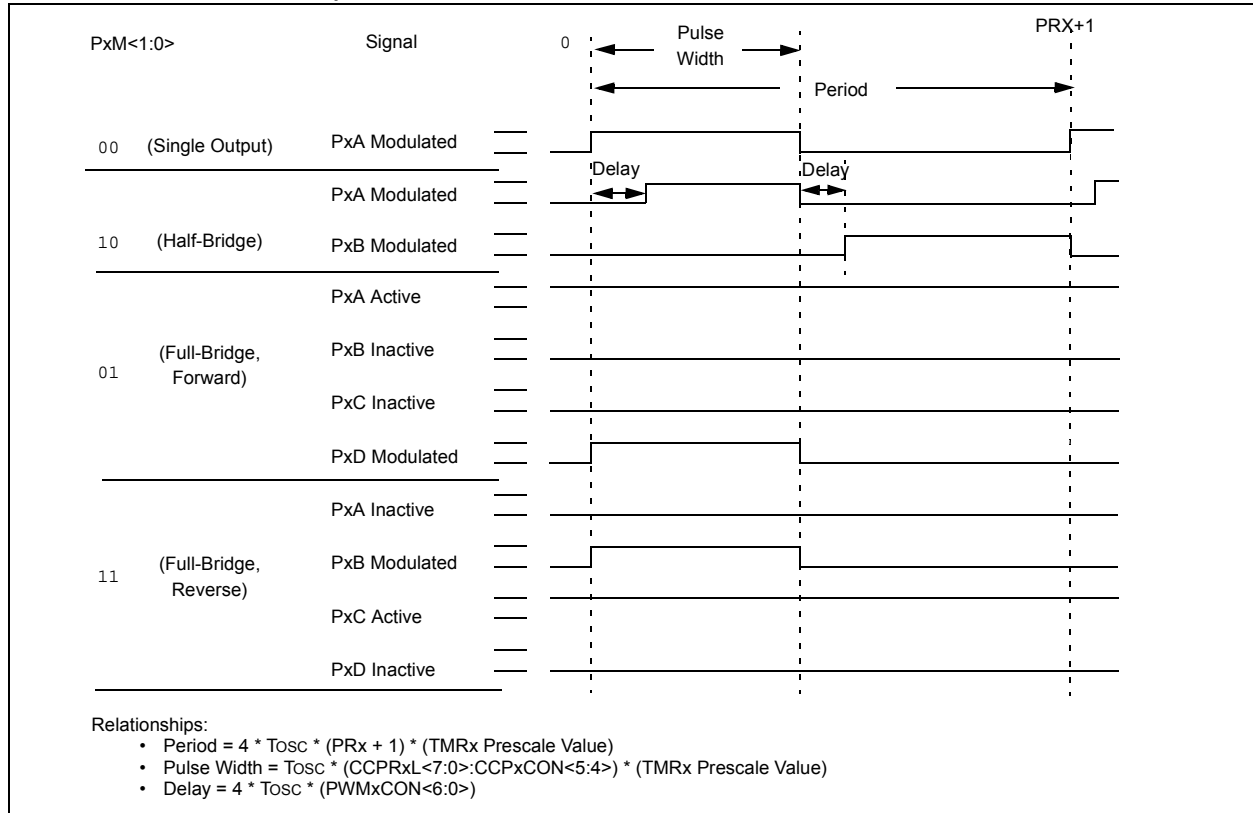 PxM<1:0> Signal 0 Pulse Width PRX+1
Period
00 (Single Output) PxA Modulated
Delay Delay
PxA Modulated
10 (Half-Bridge) PxB Modulated
PxA Active
01 (Full-Bridge, Forward) PxB Inactive
PxC Inactive
PxD Modulated
PxA Inactive
11 (Full-Bridge, Reverse) PxB Modulated
PxC Active
PxD Inactive
Relationships:
• Period = 4 * TOSC * (PRx + 1) * (TMRx Prescale Value)
• Pulse Width = TOSC * (CCPRxL<7:0>:CCPxCON<5:4>) * (TMRx Prescale Value)
• Delay = 4 * TOSC * (PWMxCON<6:0>)